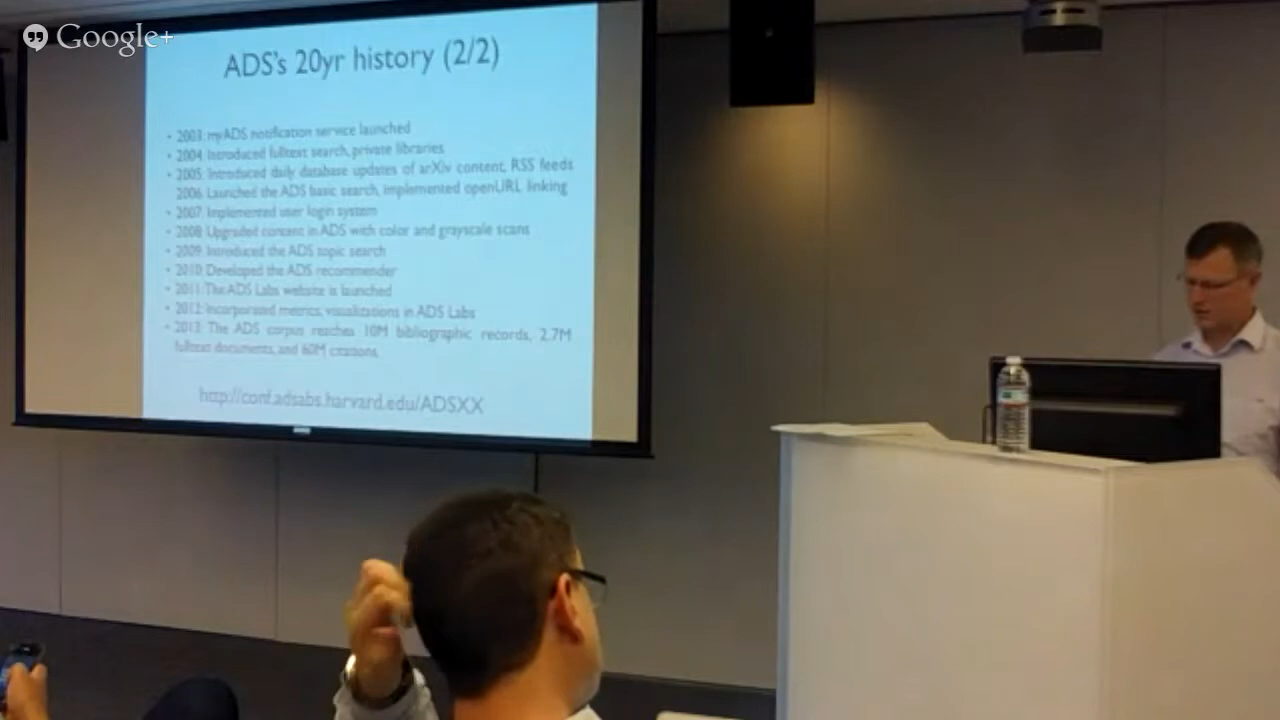 Google+
ADS's 20yr history (2/2)
• 2003: myADS notification service launched
• 2004: Introduced fulltext search, private libraries
• 2005: Introduced daily database updates of arXiv content, RSS feeds
2006: Launched the ADS basic search, implemented openURL linking
• 2007: Implemented user login system
• 2008: Upgraded content in ADS with color and grayscale scans
• 2009: Introduced the ADS topic search
• 2010: Developed the ADS recommender
• 2011: The ADS Labs website is launched
• 2012: Incorporated metrics, visualizations in ADS Labs
• 2013: The ADS corpus reaches 10M bibliographic records, 2.7M
fulltext documents, and 60M citations,
http://conf.adsabs.harvard.edu/ADSXX